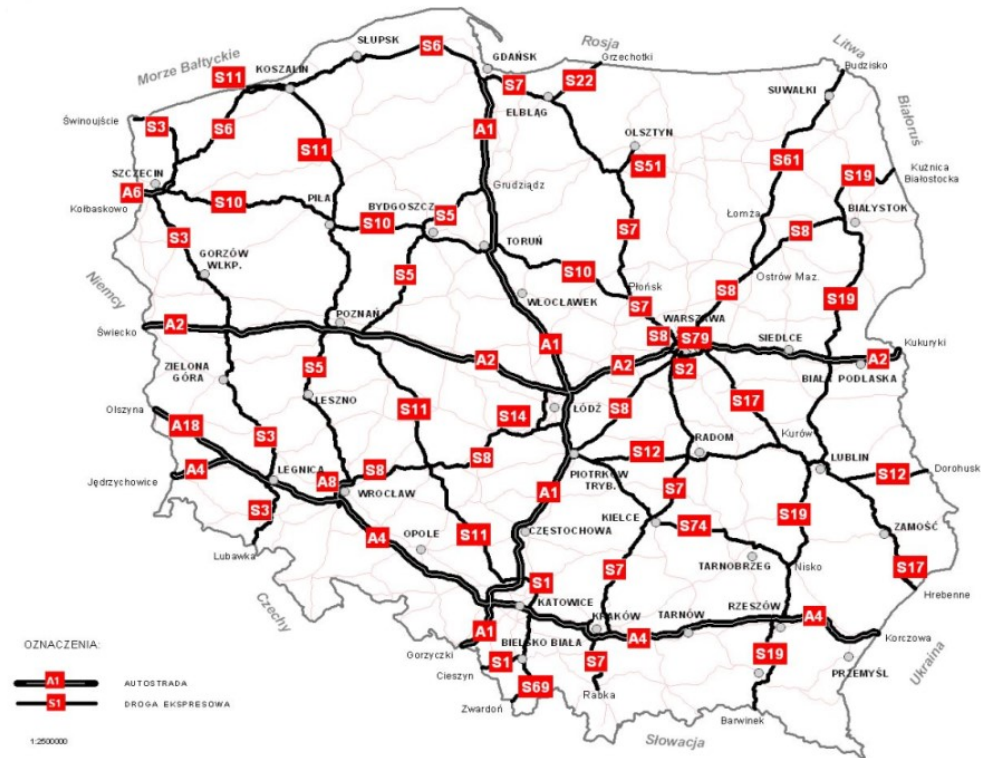 Morze Bałtyckie
SŁUPSK
S6
GDAŃSK
Rosja
Grzechotki
Litwa
Budzisko
S11
KOSZALIN
S7
S22
SUWAŁKI
ELBLĄG
Białoruś
Świnoujście
S3
S6
A1
OLSZTYN
S11
S51
S61
S19
Kuźnica
Białostocka
SZCZECIN
A6
Kołbaskowo
S10
PIŁA
BYDGOSZCZ
S5
Grudziądz
S10
Łomża
BIAŁYSTOK
S3
S7
S8
TORUŃ
GORZÓW
WLKP.
S5
S10
Ostrów Maz.
Płońsk
S8
Niemcy
WŁOCŁAWEK
S7
S19
POZNAŃ
WARSZAWA
Świecko
A2
S8
S79
SIEDLCE
Kukuryki
A1
A2
A2
S2
A2
BIAŁA PODLASKA
S5
ZIELONA
GÓRA
LESZNO
S11
S14
ŁÓDŹ
S8
S17
Olszyna
A18
S3
Kurów
RADOM
S12
LUBLIN
S12
Dorohusk
Jędrzychowice
A4
LEGNICA
A8
S8
S8
PIOTRKÓW
TRYB.
WROCŁAW
A1
S7
S3
S19
ZAMOŚĆ
KIELCE
S74
A4
OPOLE
S11
CZĘSTOCHOWA
Lubawka
TARNOBRZEG
Nisko
S17
S7
Hrebenne
Czechy
S1
KATOWICE
KRAKÓW
TARNÓW
RZESZÓW
A4
A1
A4
Korczowa
Gorzyczki
BIELSKO BIAŁA
S1
S7
S19
PRZEMYŚL
Ukraina
Cieszyn
S69
Zwardoń
Rabka
Barwinek
Słowacja
OZNACZENIA:
A1 AUTOSTRADA
S1 DROGA EKSPRESOWA
1:2500000